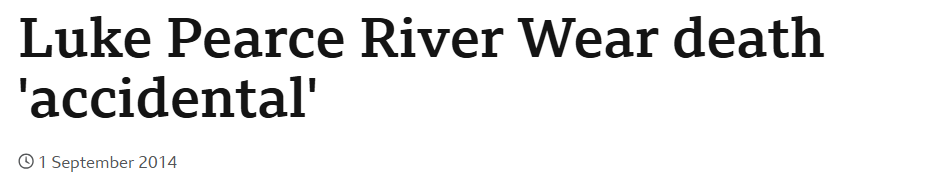 Luke Pearce River Wear death
'accidental'
1 September 2014